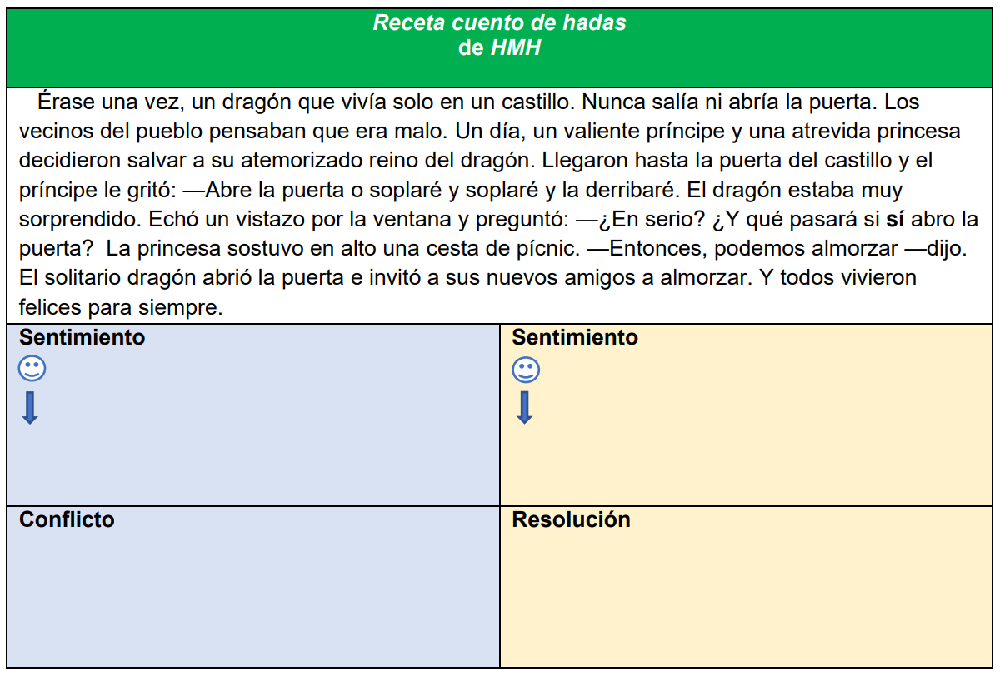 Receta cuento de hadas
de HMH
Érase una vez, un dragón que vivía solo en un castillo. Nunca salía ni abría la puerta. Los
vecinos del pueblo pensaban que era malo. Un día, un valiente príncipe y una atrevida princesa
decidieron salvar a su atemorizado reino del dragón. Llegaron hasta la puerta del castillo y el
príncipe le gritó: —Abre la puerta o soplaré y soplaré y la derribaré. El dragón estaba muy
sorprendido. Echó un vistazo por la ventana y preguntó: —¿En serio? ¿Y qué pasará si sí abro la
puerta? La princesa sostuvo en alto una cesta de pícnic. —Entonces, podemos almorzar —dijo.
El solitario dragón abrió la puerta e invitó a sus nuevos amigos a almorzar. Y todos vivieron
felices para siempre.
Sentimiento
Sentimiento
Conflicto
Resolución